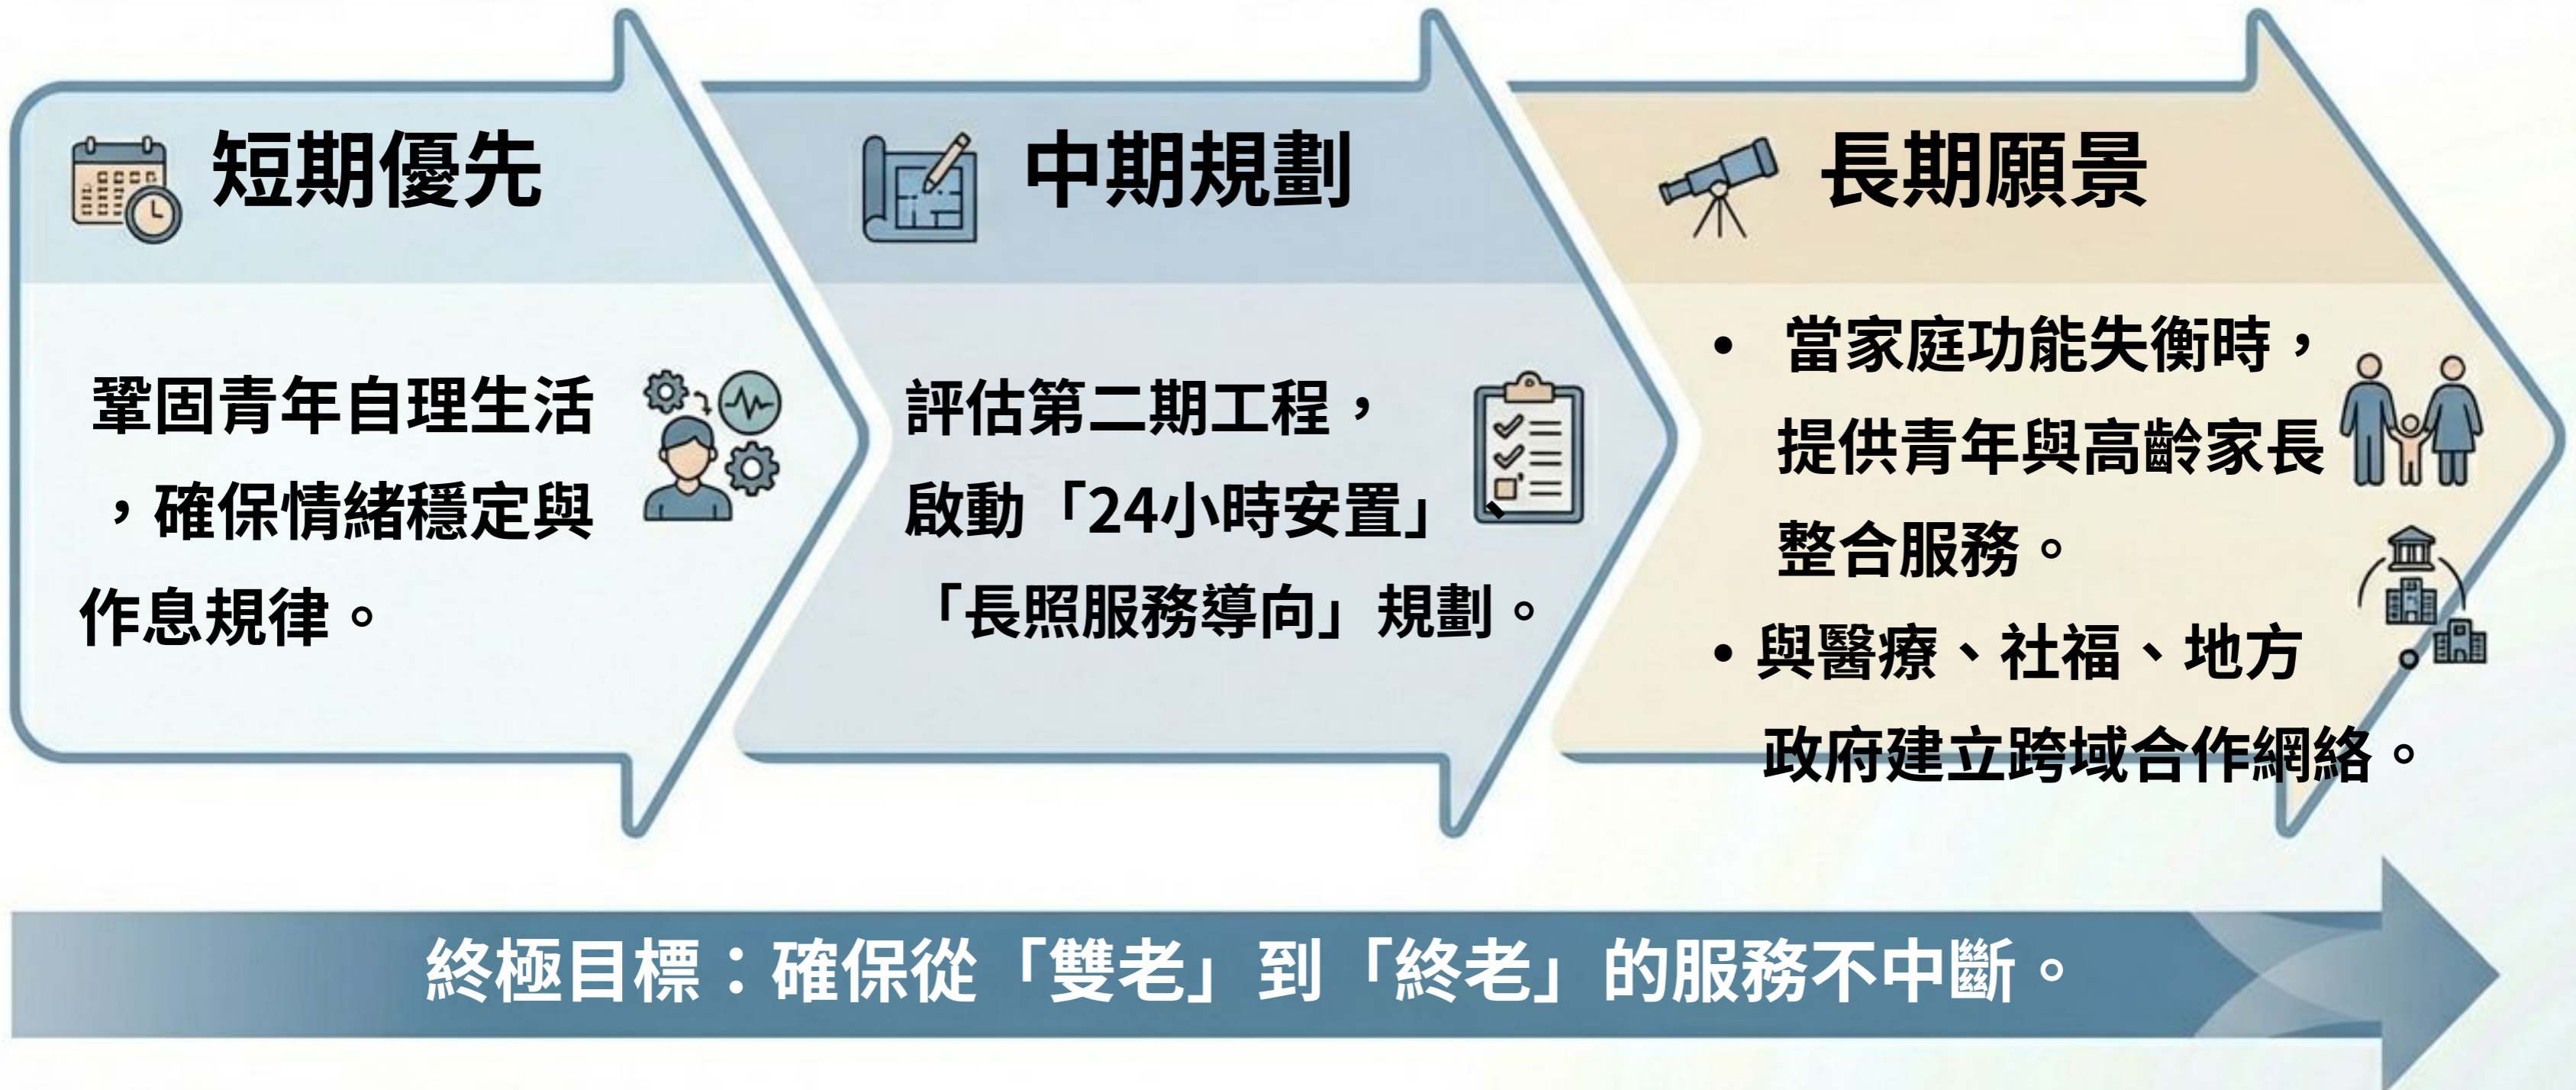 短期優先
鞏固青年自理生活
，確保情緒穩定與
作息規律。
中期規劃
評估第二期工程，
啟動「24小時安置」、
「長照服務導向」規劃。
長期願景
• 當家庭功能失衡時，
提供青年與高齡家長
整合服務。
• 與醫療、社福、地方
政府建立跨域合作網絡。
終極目標：確保從「雙老」到「終老」的服務不中斷。